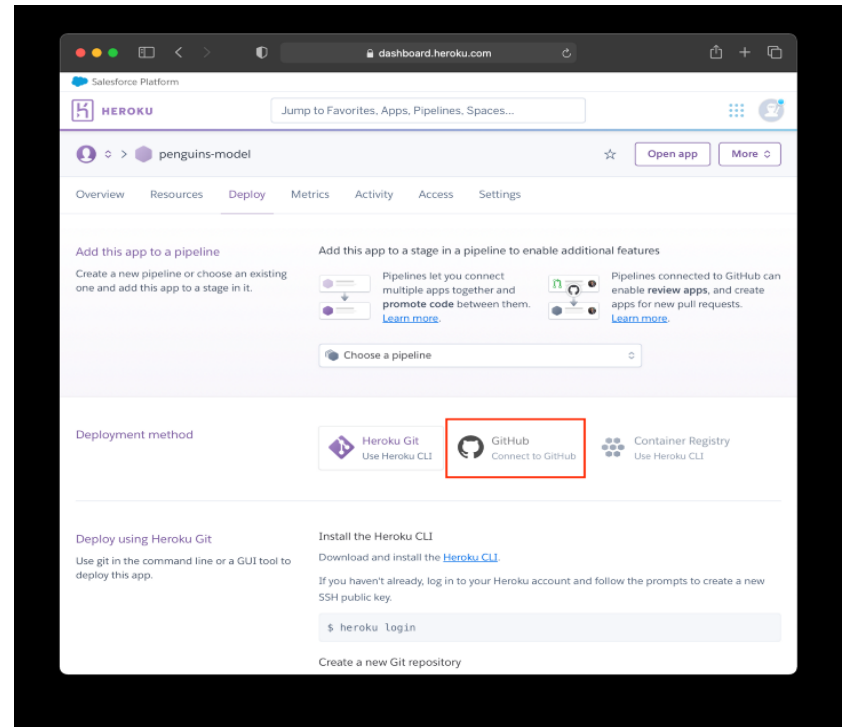 dashboard.heroku.com
Salesforce Platform
HEROKU
Jump to Favorites, Apps, Pipelines, Spaces...
penguins-model
Open app
More
Overview Resources Deploy Metrics Activity Access Settings
Add this app to a pipeline
Create a new pipeline or choose an existing
one and add this app to a stage in it.
Add this app to a stage in a pipeline to enable additional features
Pipelines let you connect
multiple apps together and
promote code between them.
Learn more.
Pipelines connected to GitHub can
enable review apps, and create
apps for new pull requests.
Learn more.
Choose a pipeline
Deployment method
Heroku Git
Use Heroku CLI
GitHub
Connect to GitHub
Container Registry
Use Heroku CLI
Deploy using Heroku Git
Use git in the command line or a GUI tool to
deploy this app.
Install the Heroku CLI
Download and install the Heroku CLI.
If you haven't already, log in to your Heroku account and follow the prompts to create a new
SSH public key.
$ heroku login
Create a new Git repository